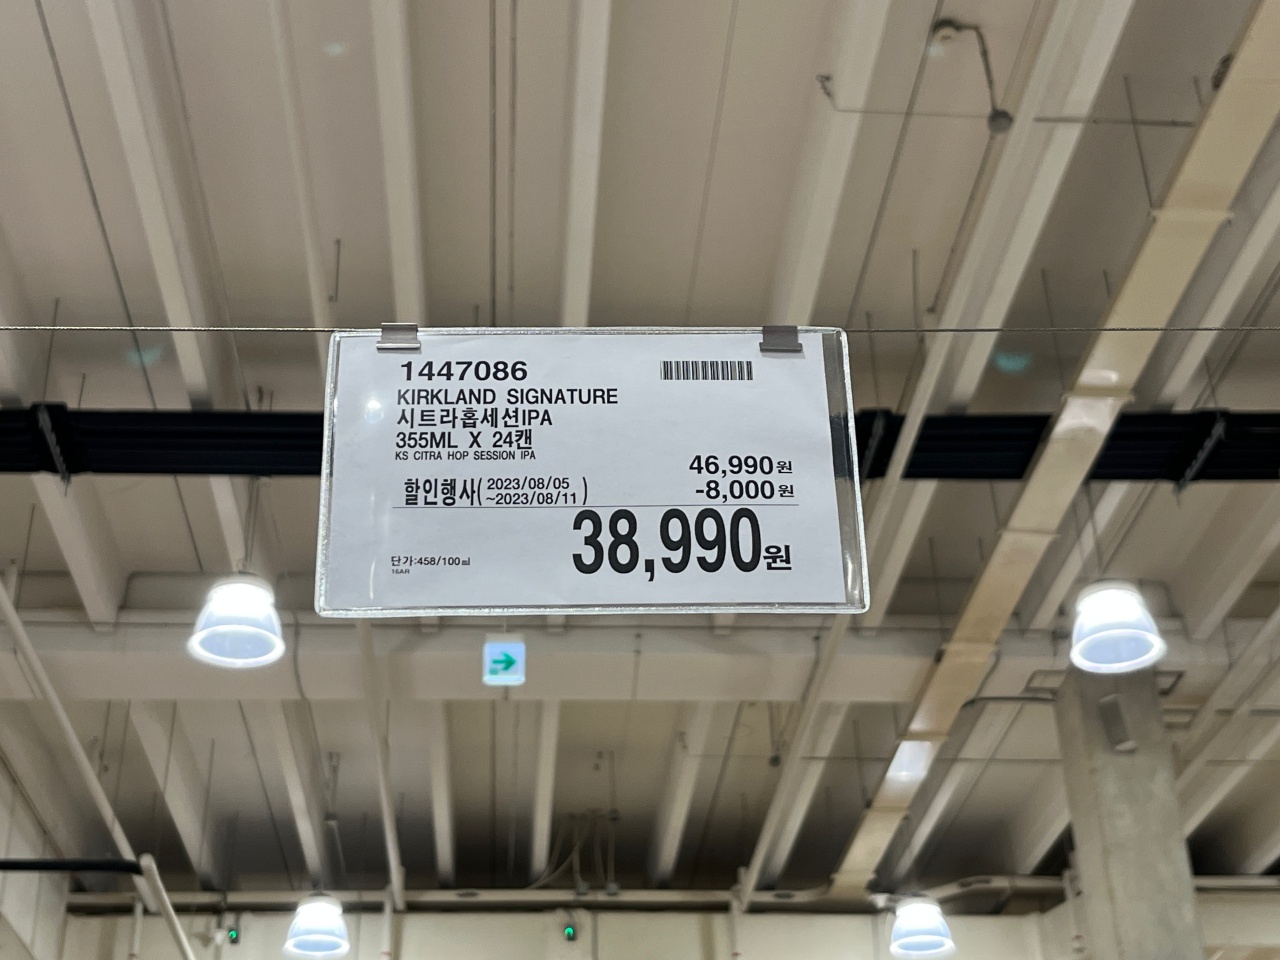 1447086
KIRKLAND SIGNATURE
시트라홉세션IPA
355ML X 24캔
KS CITRA HOP SESSION IPA
46,990원
할인행사(2023/08/05 ~2023/08/11)
-8,000원
38,990원
단가:458/100㎖
16AR